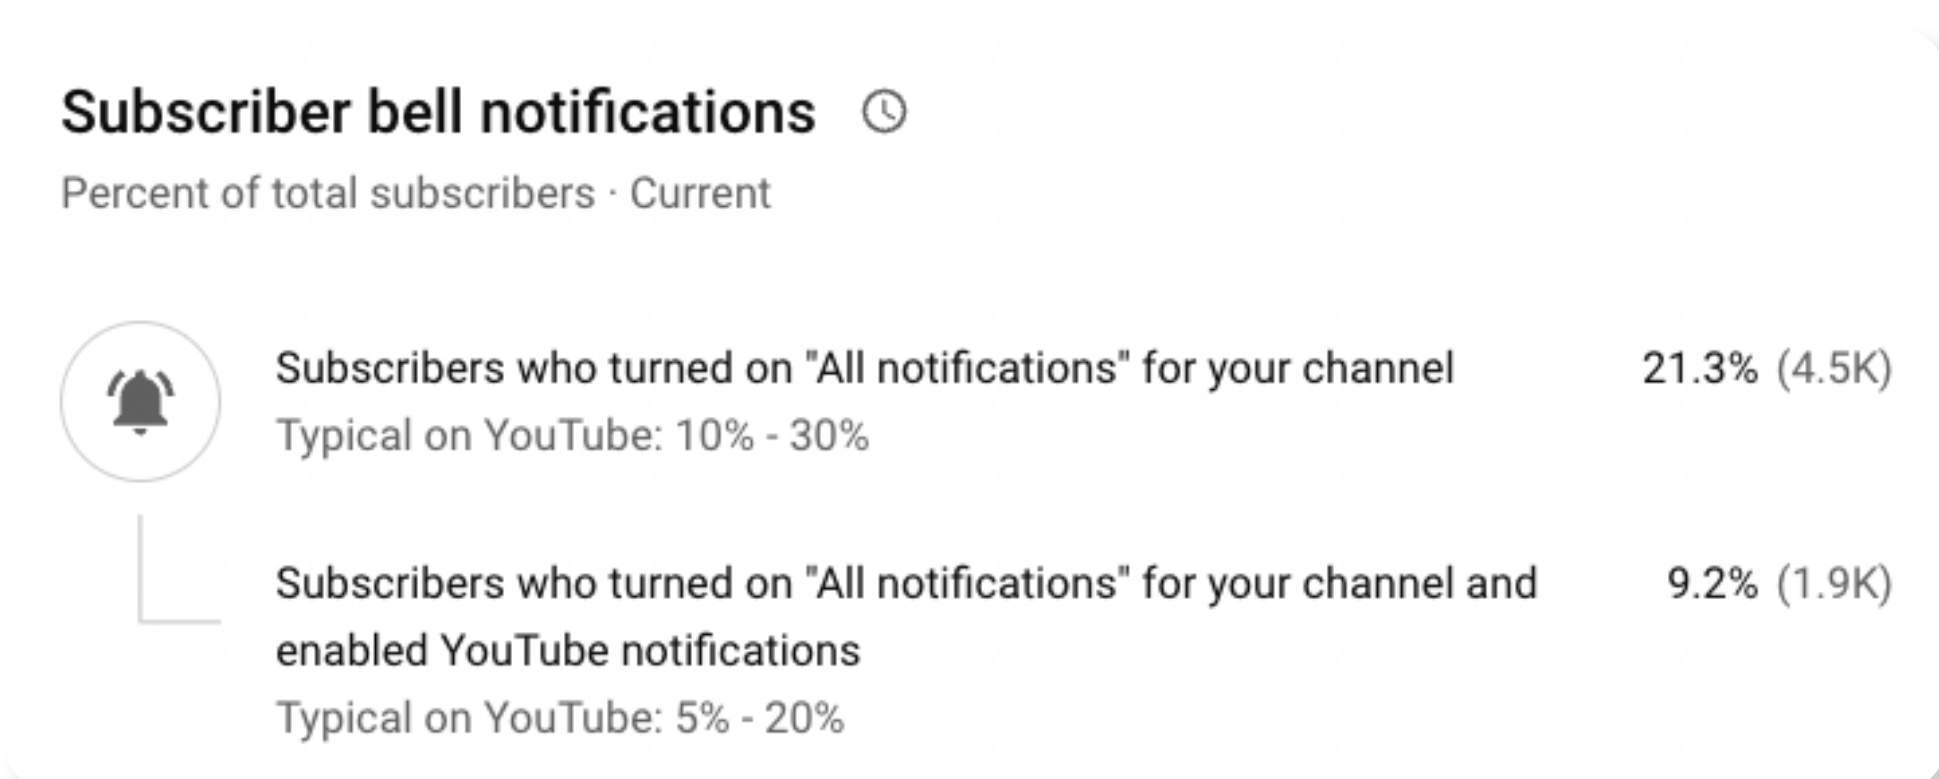 Subscriber bell notifications
Percent of total subscribers · Current
Subscribers who turned on "All notifications" for your channel 21.3% (4.5K)
Typical on YouTube: 10% - 30%
Subscribers who turned on "All notifications" for your channel and 9.2% (1.9K)
enabled YouTube notifications
Typical on YouTube: 5% - 20%